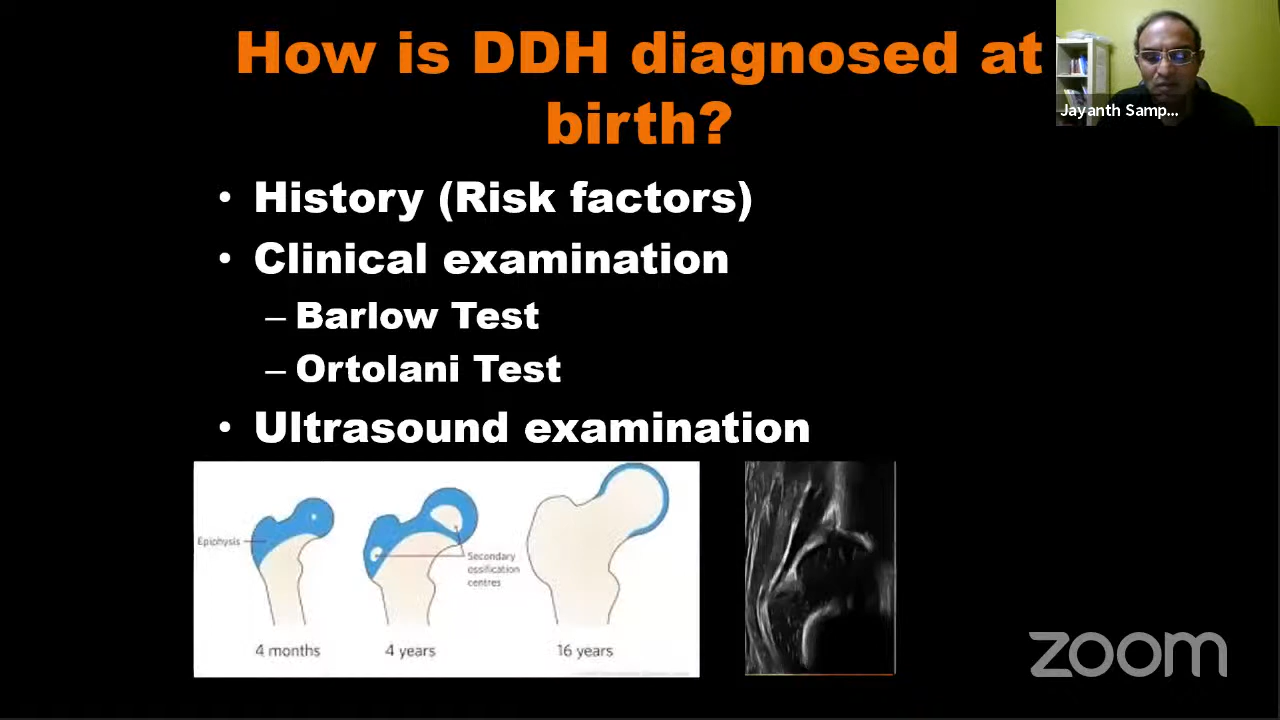 How is DDH diagnosed at
birth?
Jayanth Samp...
• History (Risk factors)
• Clinical examination
– Barlow Test
– Ortolani Test
• Ultrasound examination
Epiphysis
Secondary
ossification
centres
4 months
4 years
16 years
zoom